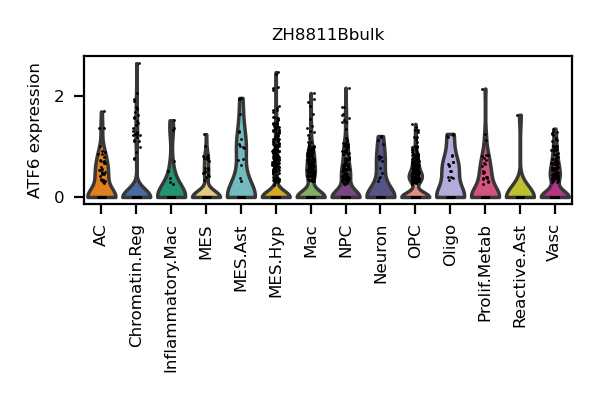 ZH8811Bbulk
ATF6 expression
2
0
AC
Chromatin.Reg
Inflammatory.Mac
MES
MES.Ast
MES.Hyp
Mac
NPC
Neuron
OPC
Oligo
Prolif.Metab
Reactive.Ast
Vasc